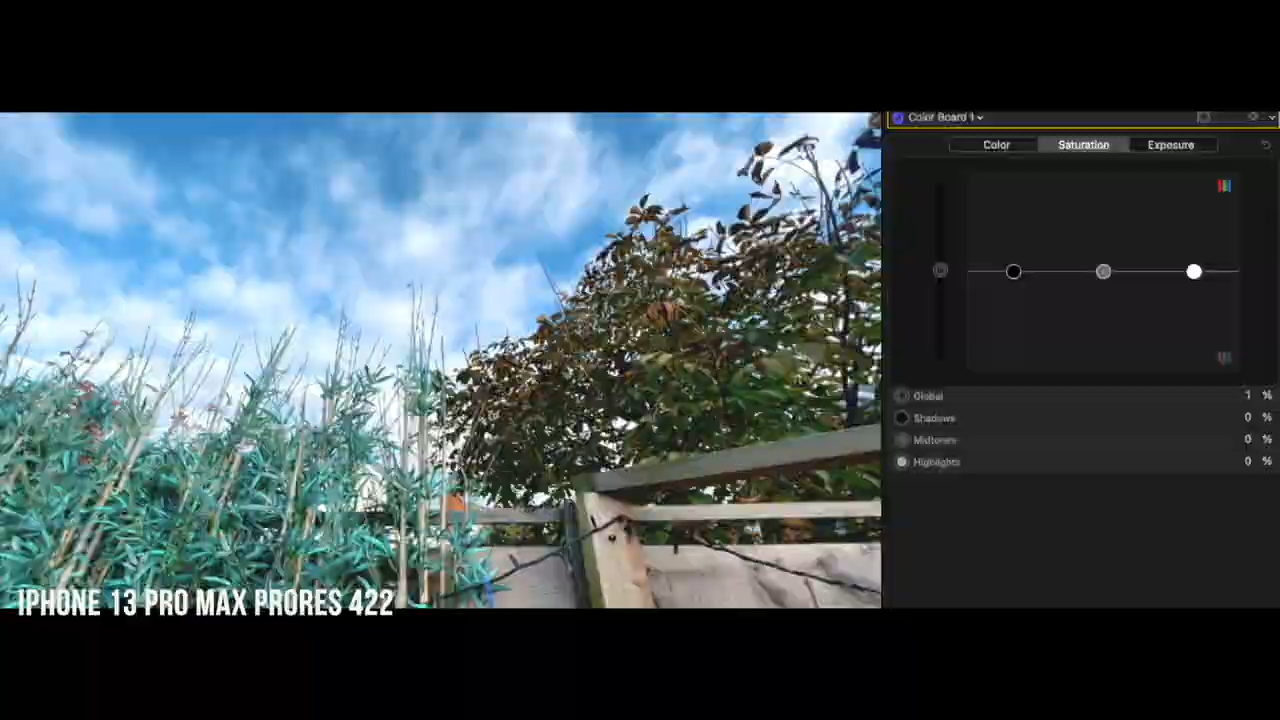 Color Board 1
Color Saturation Exposure
Global 1 %
Shadows 0 %
Midtones 0 %
Highlights 0 %
IPHONE 13 PRO MAX PRORES 422